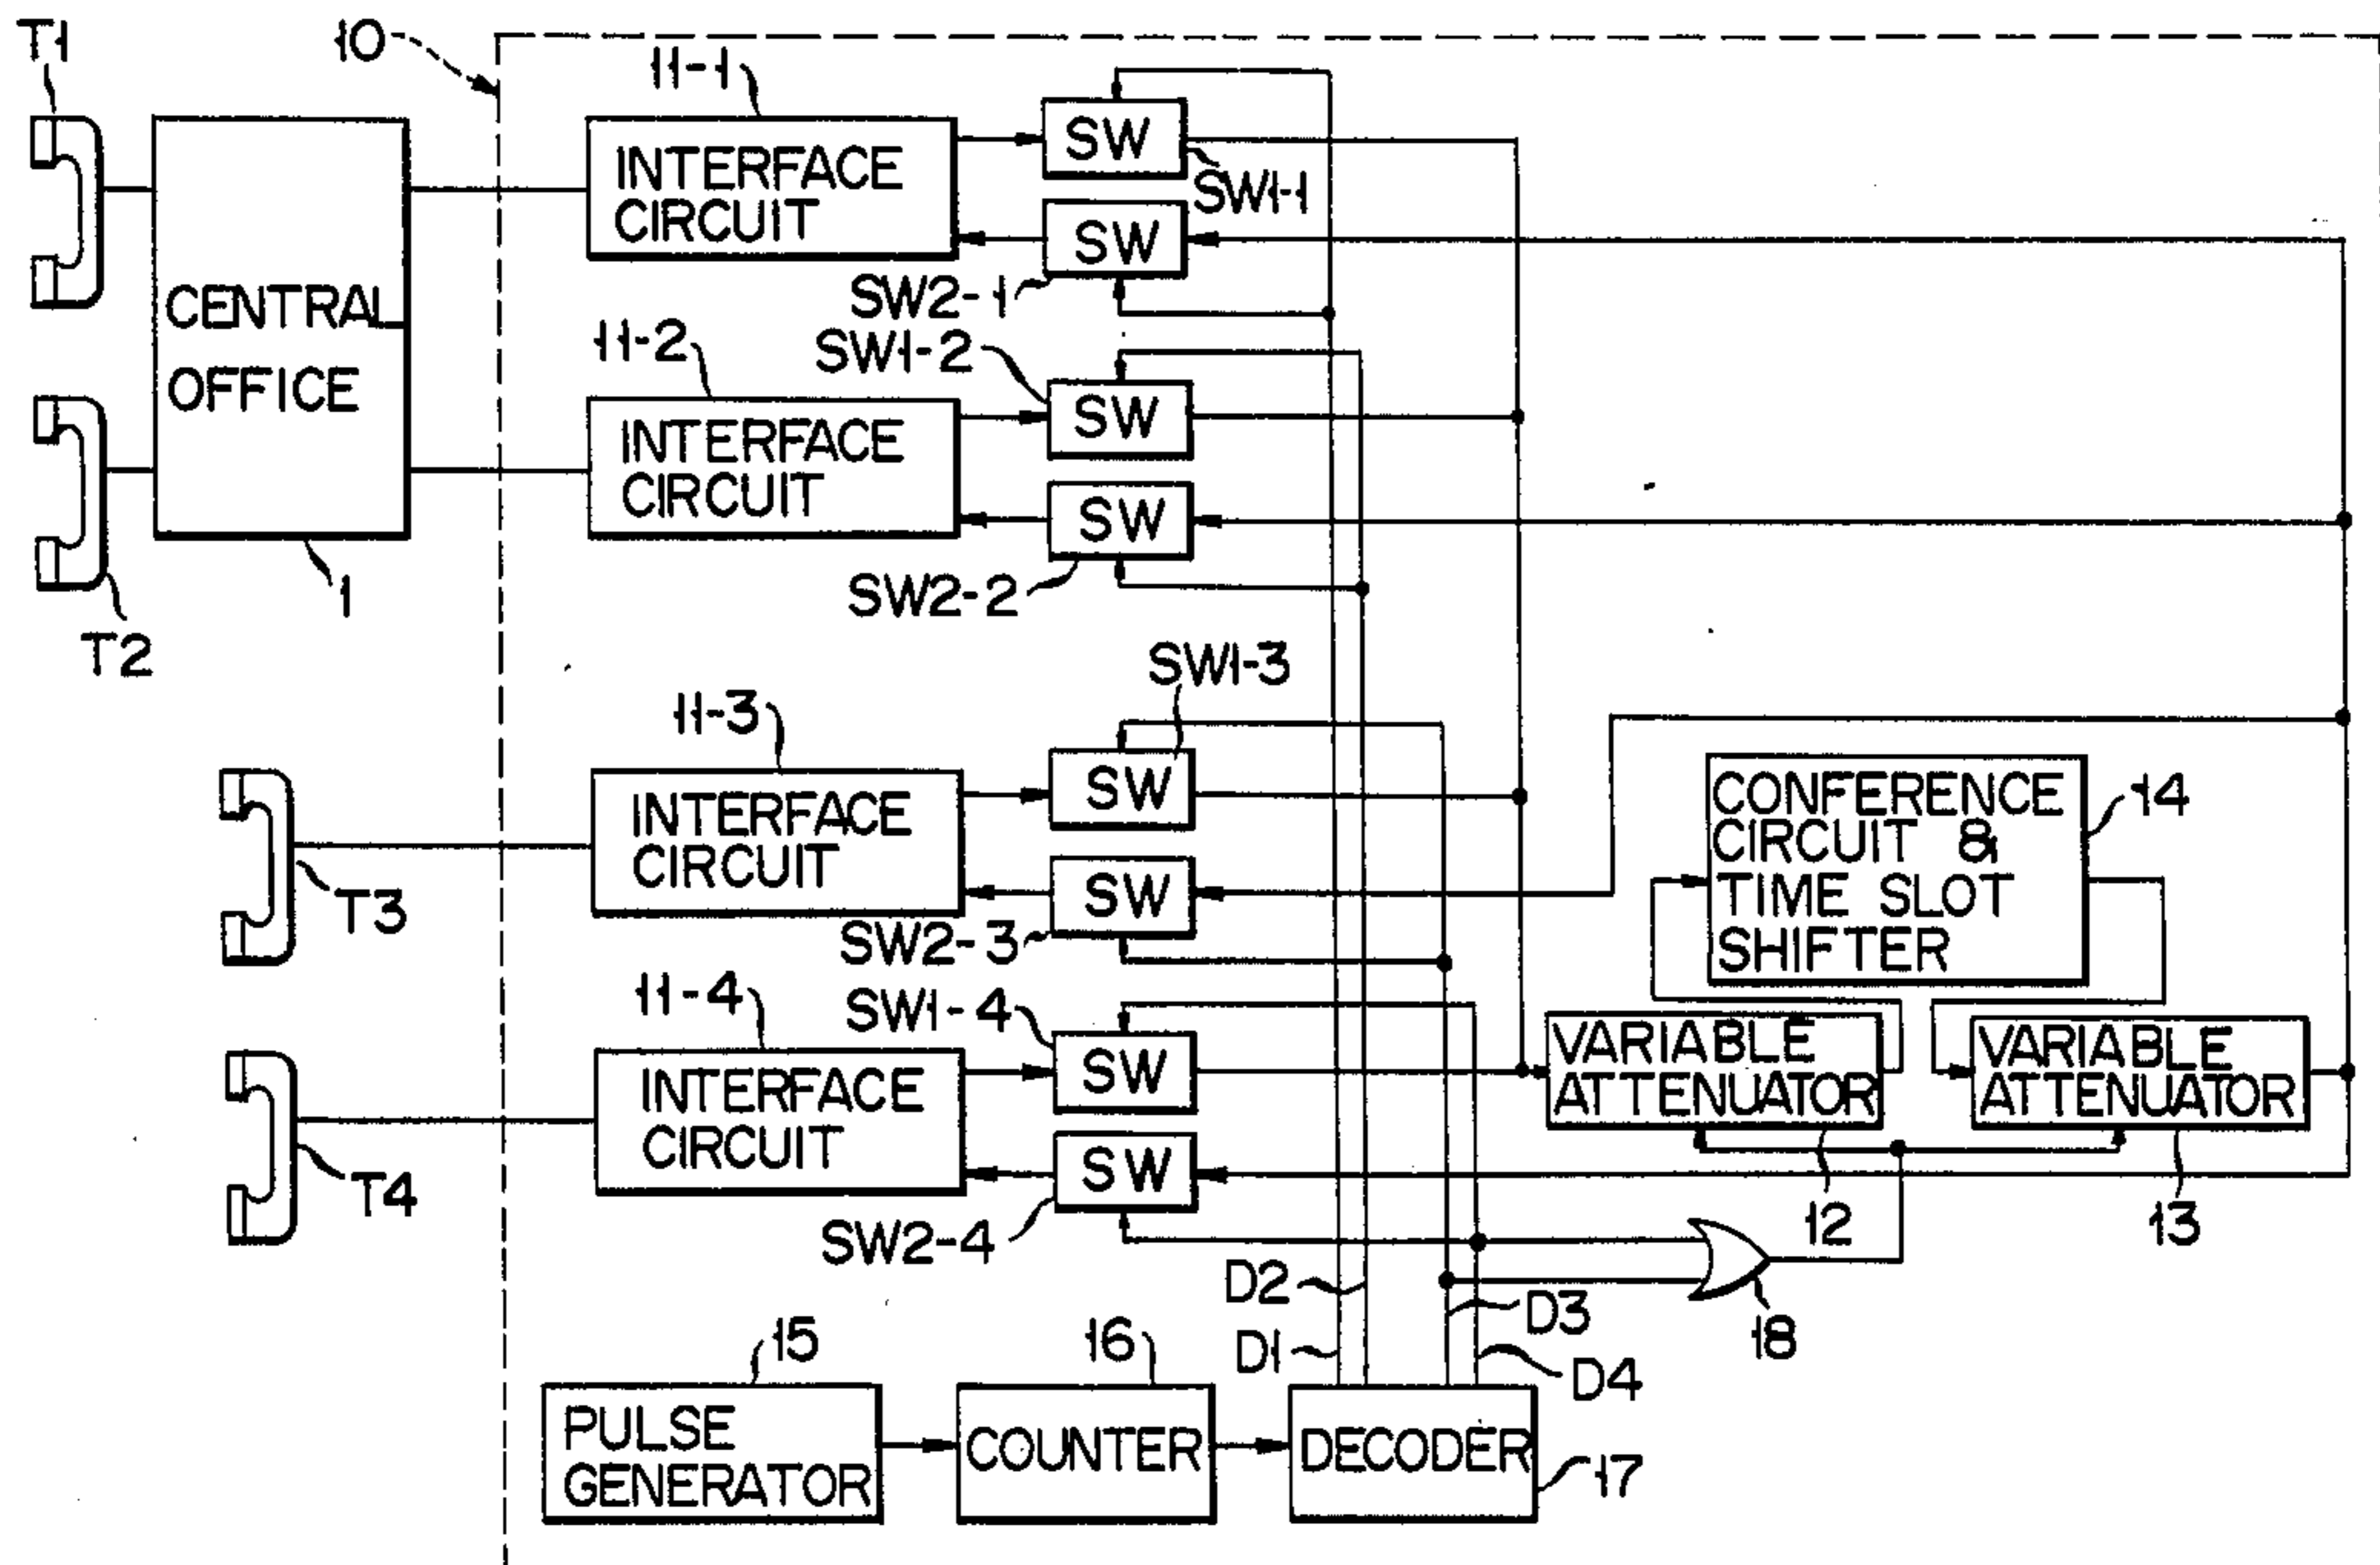 T1
10
11-1
SW
INTERFACE
CIRCUIT
SW1-1
SW
CENTRAL
OFFICE
SW2-1
11-2
SW1-2
SW
INTERFACE
CIRCUIT
SW
1
SW2-2
T2
SW1-3
11-3
SW
INTERFACE
CIRCUIT
CONFERENCE
CIRCUIT &
TIME SLOT
SHIFTER
14
SW
T3
SW2-3
11-4
SW1-4
SW
VARIABLE
ATTENUATOR
VARIABLE
ATTENUATOR
INTERFACE
CIRCUIT
SW
T4
12
13
SW2-4
D2
D3
18
D1
D4
15
16
PULSE
GENERATOR
COUNTER
DECODER
17